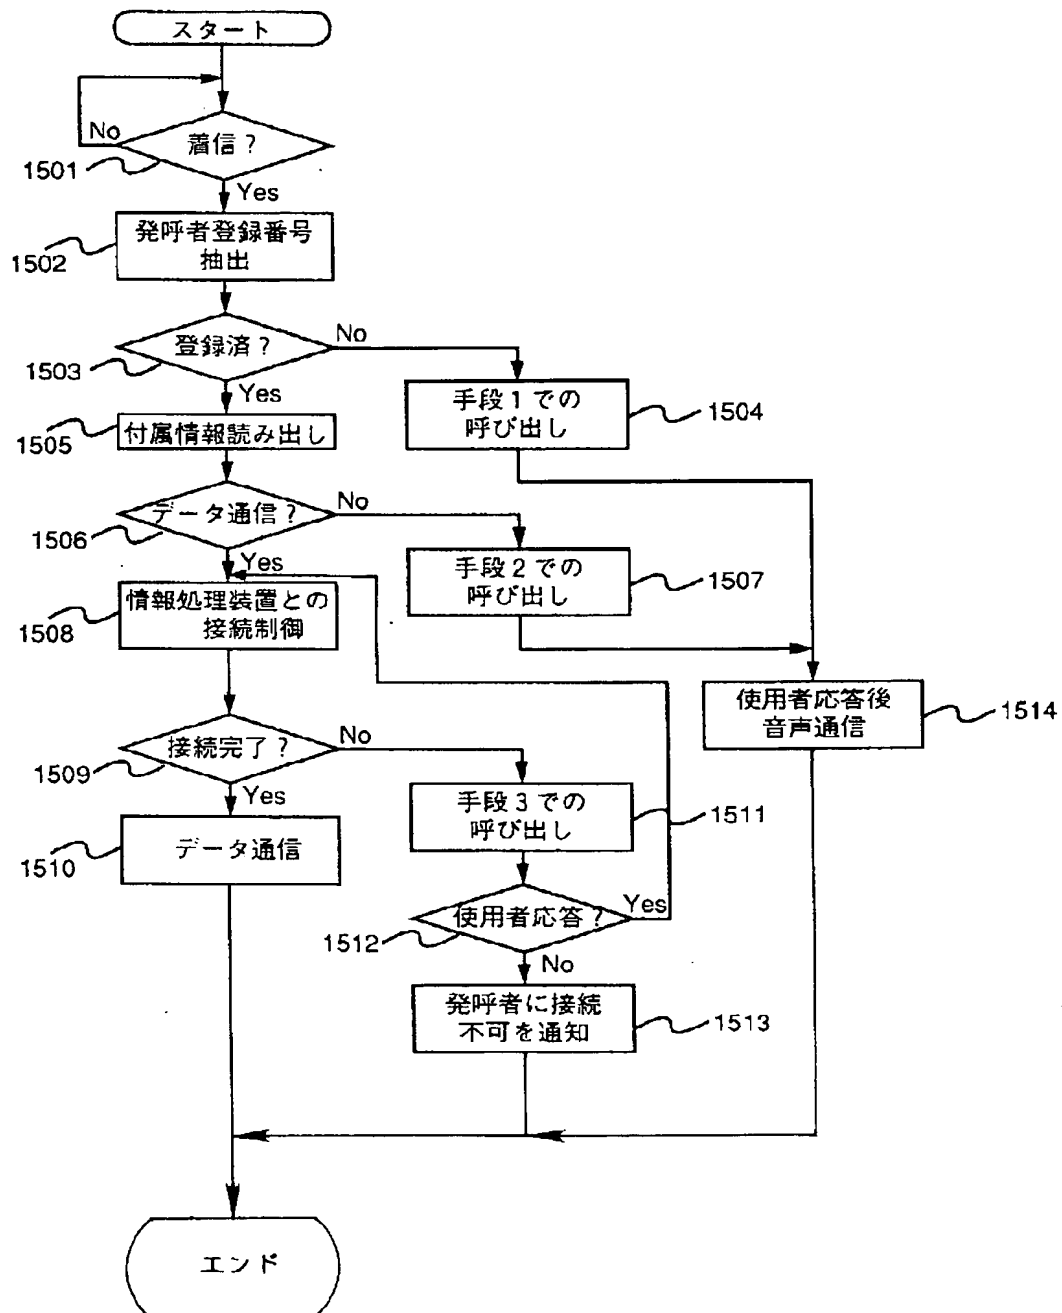 スタート
No
着信?
1501
Yes
発呼者登録番号
抽出
1502
登録済?
No
1503
Yes
手段1での
呼び出し
1504
付属情報読み出し
1505
データ通信?
No
1506
Yes
手段2での
呼び出し
1507
情報処理装置との
接続制御
1508
使用者応答後
音声通信
1514
接続完了?
No
1509
Yes
手段3での
呼び出し
1511
データ通信
1510
使用者応答?
Yes
1512
No
発呼者に接続
不可を通知
1513
エンド